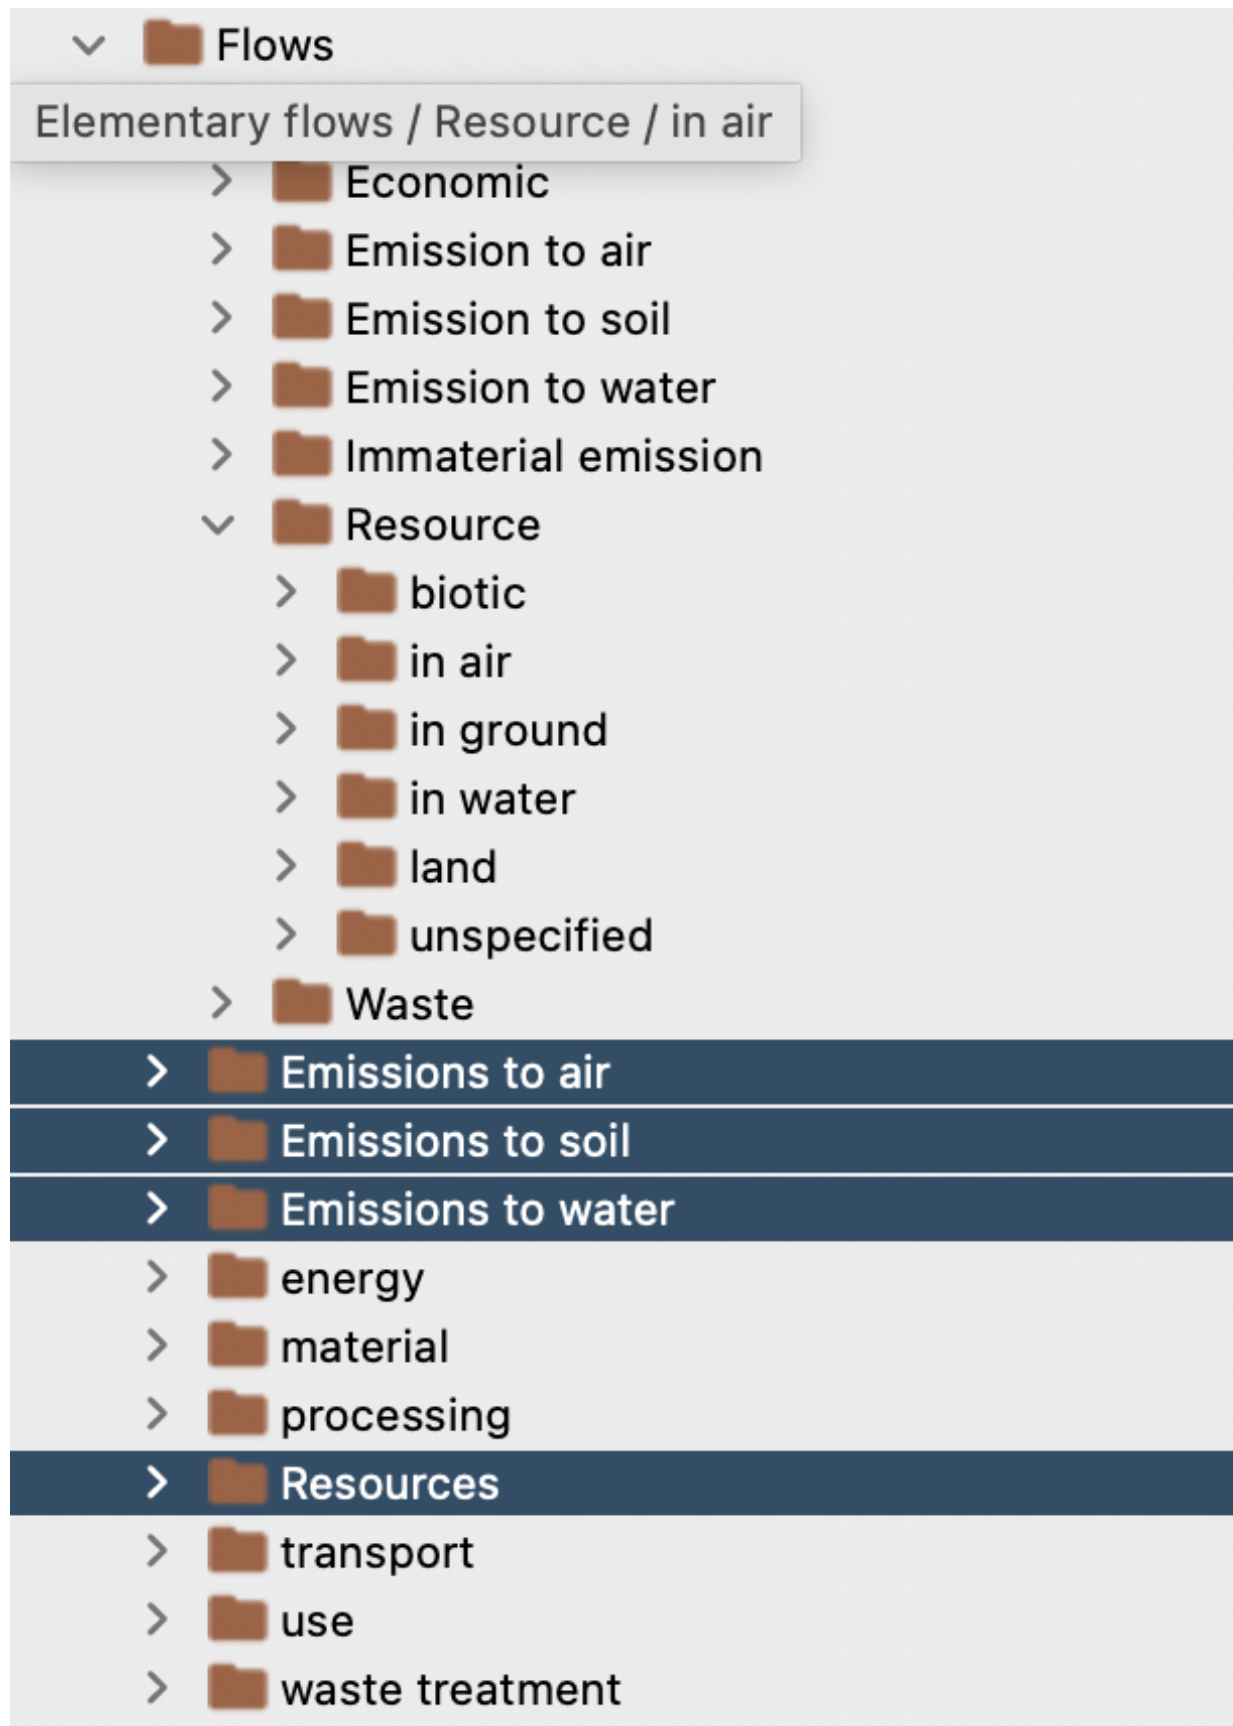 Flows
Elementary flows / Resource / in air
Economic
Emission to air
Emission to soil
Emission to water
Immaterial emission
Resource
biotic
in air
in ground
in water
land
unspecified
Waste
Emissions to air
Emissions to soil
Emissions to water
energy
material
processing
Resources
transport
use
waste treatment